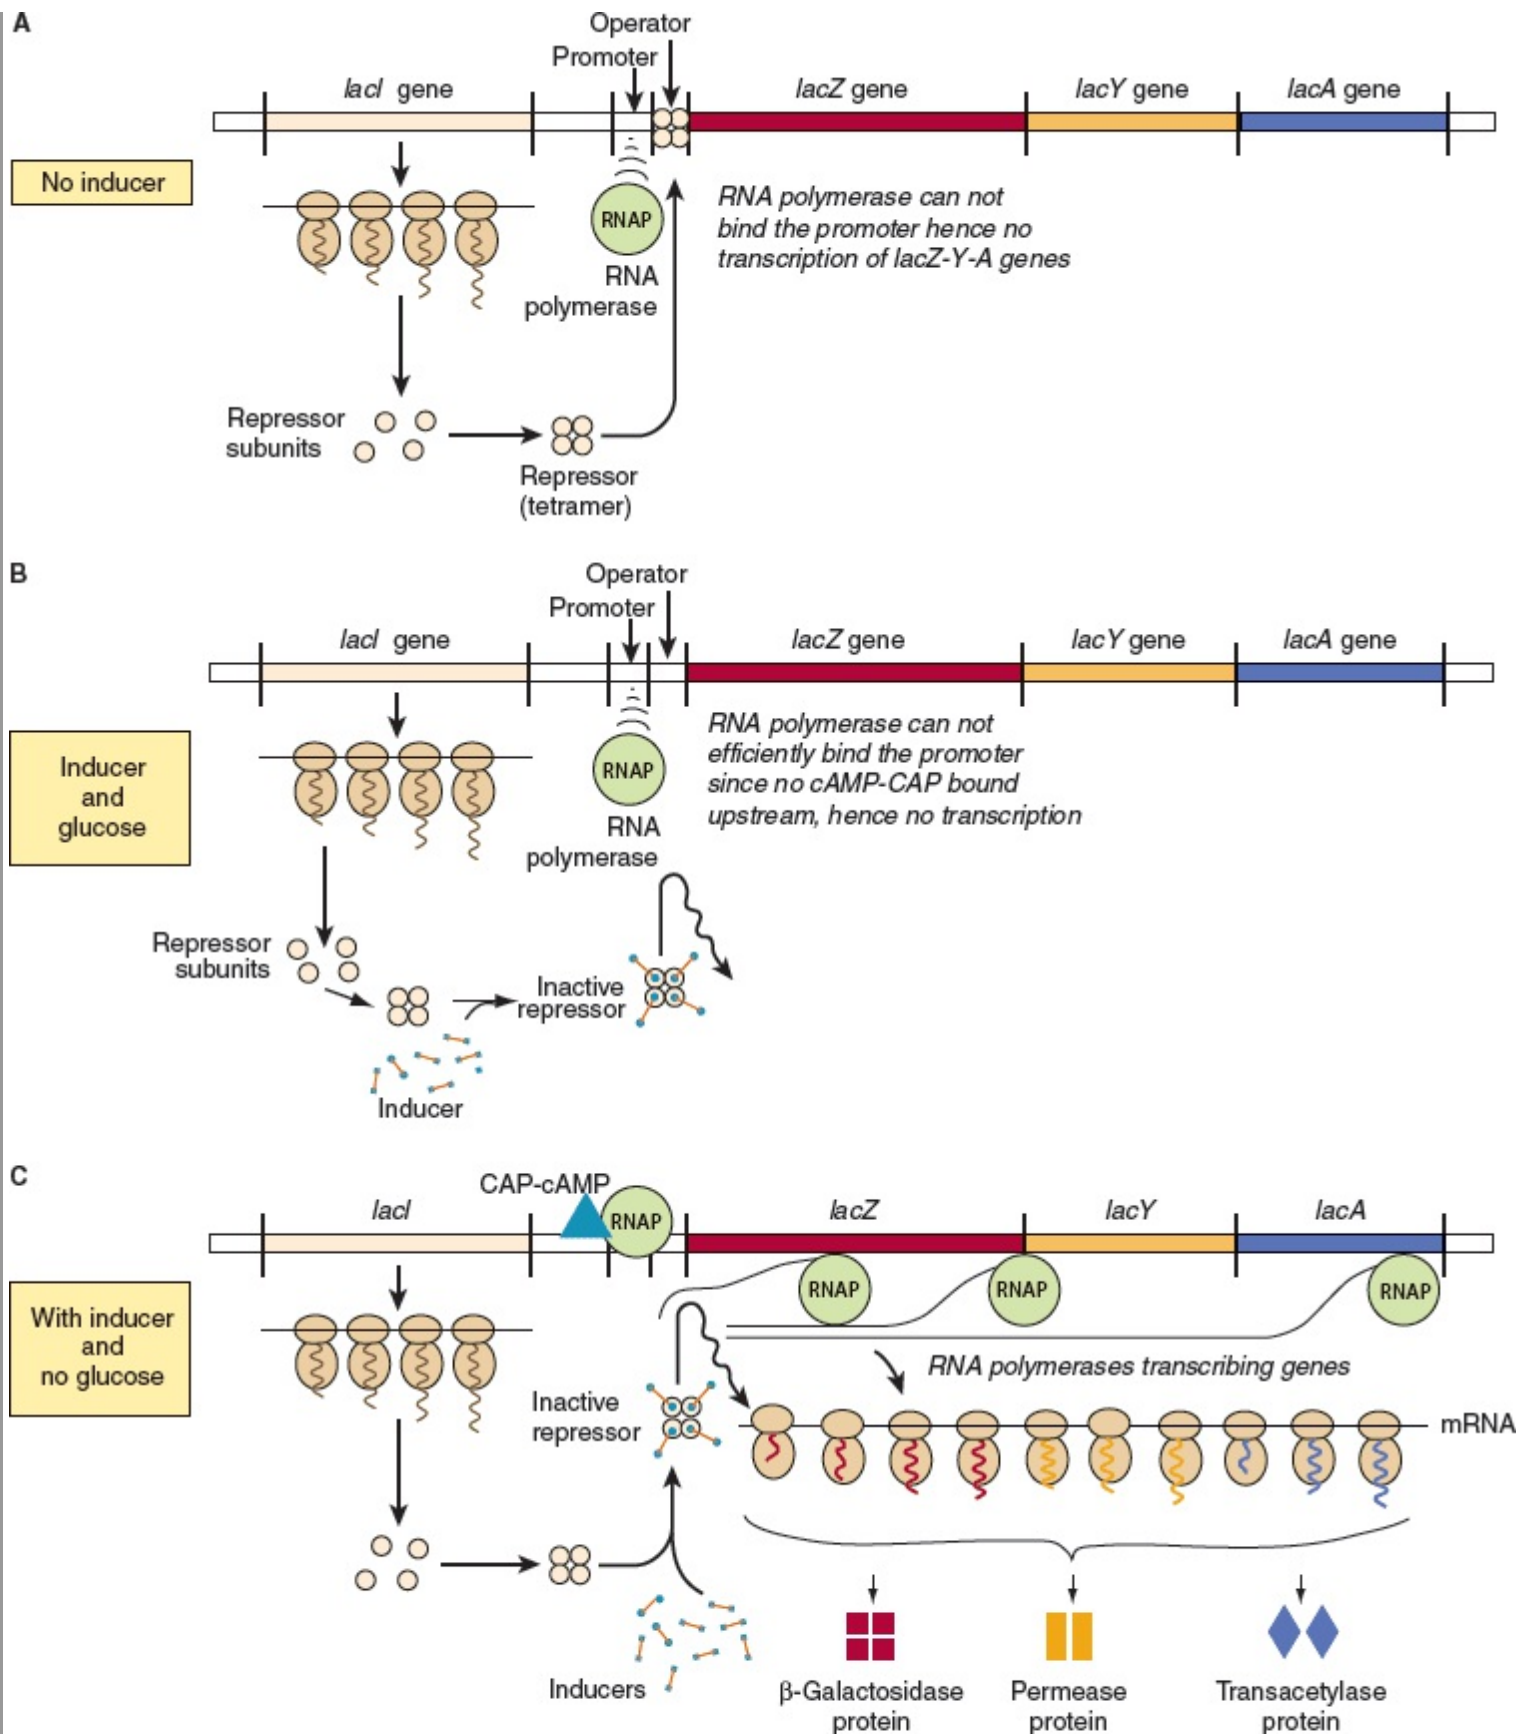 A
Operator
Promoter
lacI gene
lacZ gene
lacY gene
lacA gene
No inducer
RNAP
RNA
polymerase
RNA polymerase can not
bind the promoter hence no
transcription of lacZ-Y-A genes
Repressor
subunits
Repressor
(tetramer)
B
Operator
Promoter
lacI gene
lacZ gene
lacY gene
lacA gene
Inducer
and
glucose
RNAP
RNA
polymerase
RNA polymerase can not
efficiently bind the promoter
since no cAMP-CAP bound
upstream, hence no transcription
Repressor
subunits
Inactive
repressor
Inducer
C
CAP-cAMP
lacI
RNAP
lacZ
lacY
lacA
With inducer
and
no glucose
RNAP
RNAP
RNAP
RNA polymerases transcribing genes
Inactive
repressor
mRNA
Inducers
β-Galactosidase
protein
Permease
protein
Transacetylase
protein